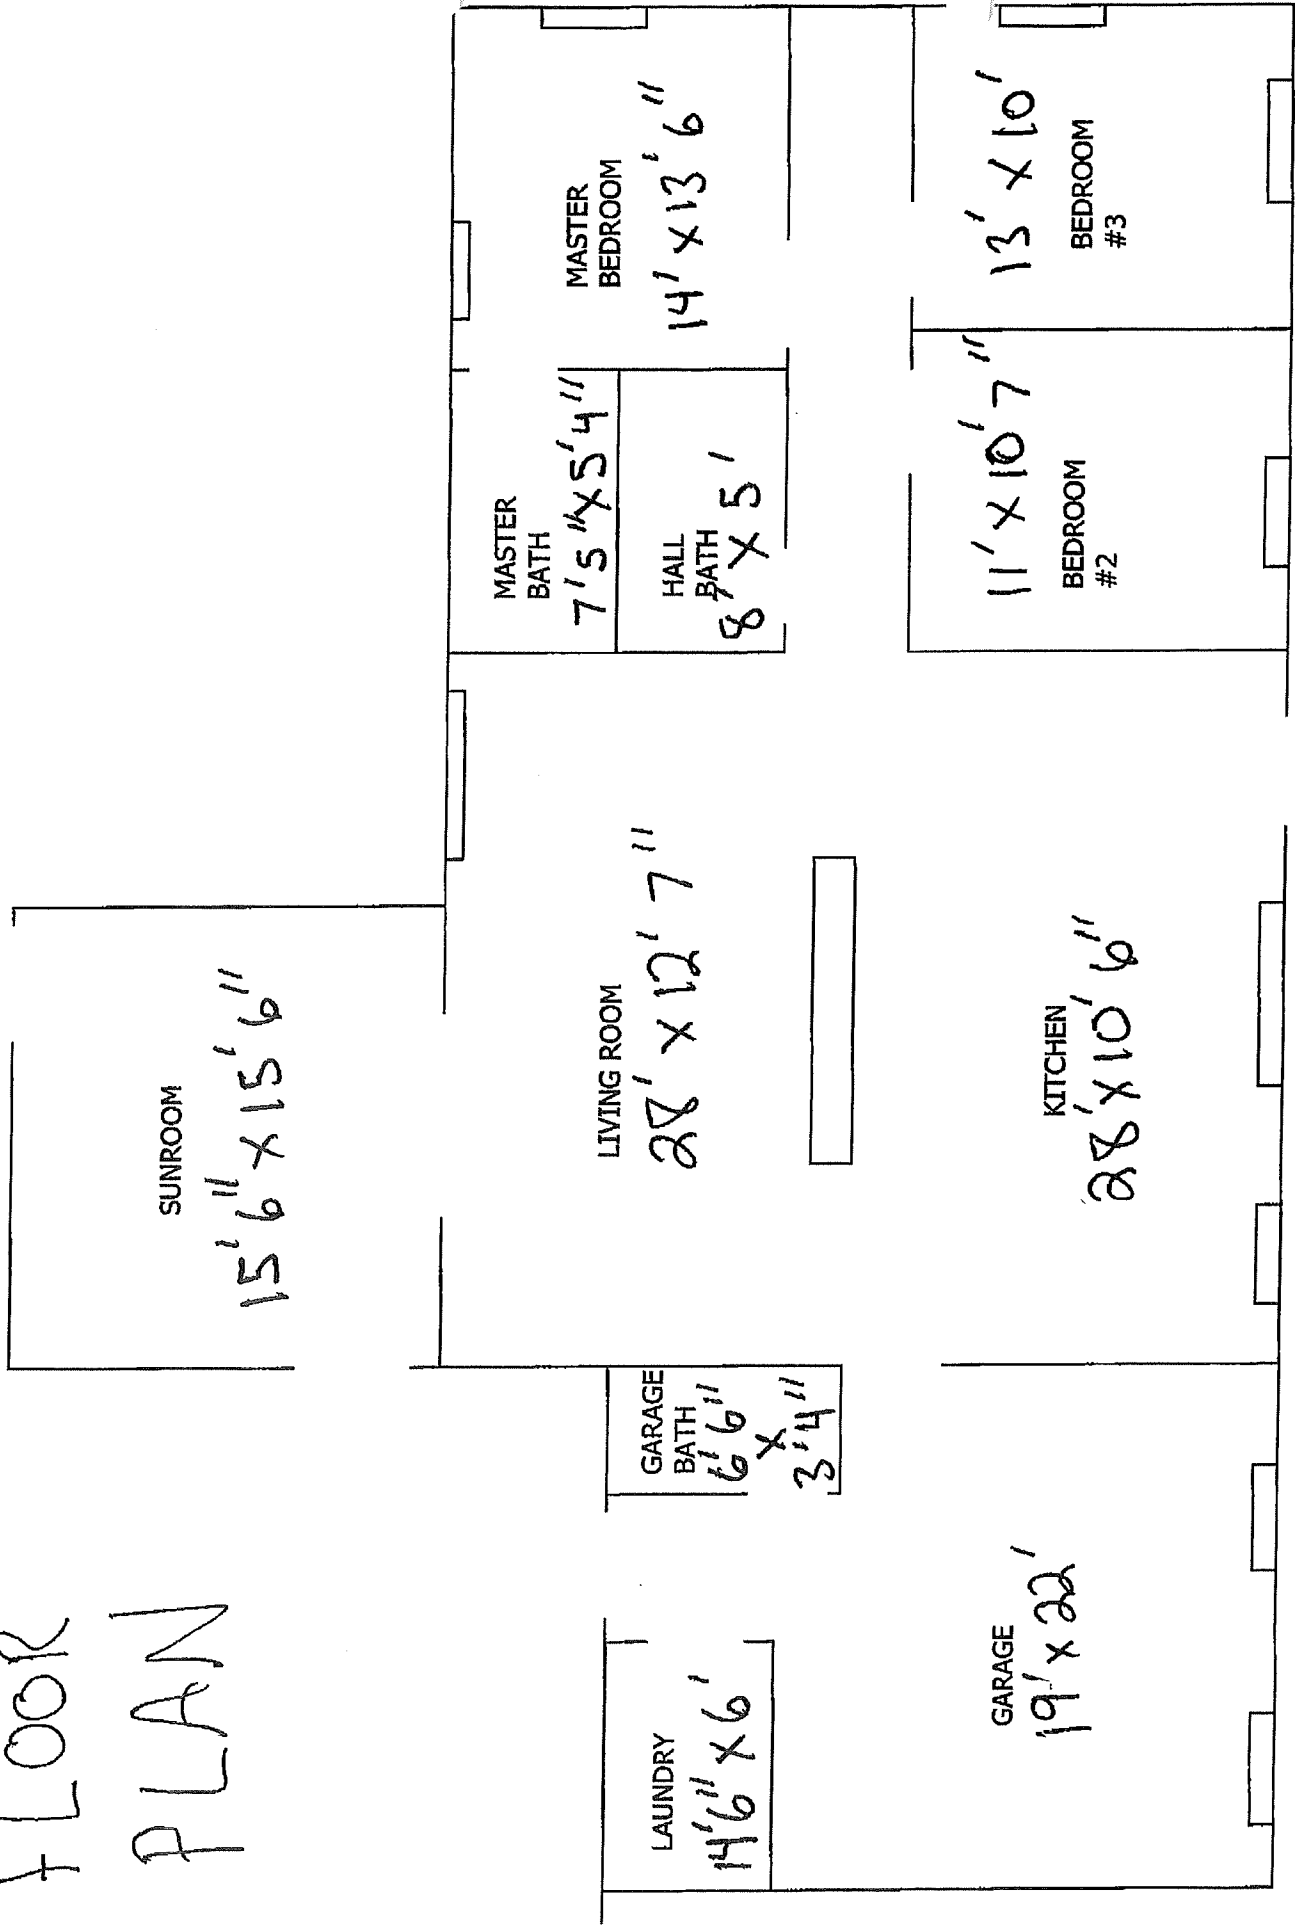 FLOOR
PLAN
SUNROOM
15'6" X 15'6"
MASTER
BATH
7'5" X 5'4"
MASTER
BEDROOM
14' X 13'6"
HALL
BATH
8' X 5'
LIVING ROOM
28' X 12'7"
GARAGE
BATH
6'6"
X
3'4"
LAUNDRY
14'6" X 6'
GARAGE
19' X 22'
KITCHEN
28' X 10'6"
BEDROOM
#2
11' X 10'7"
BEDROOM
#3
13' X 10'